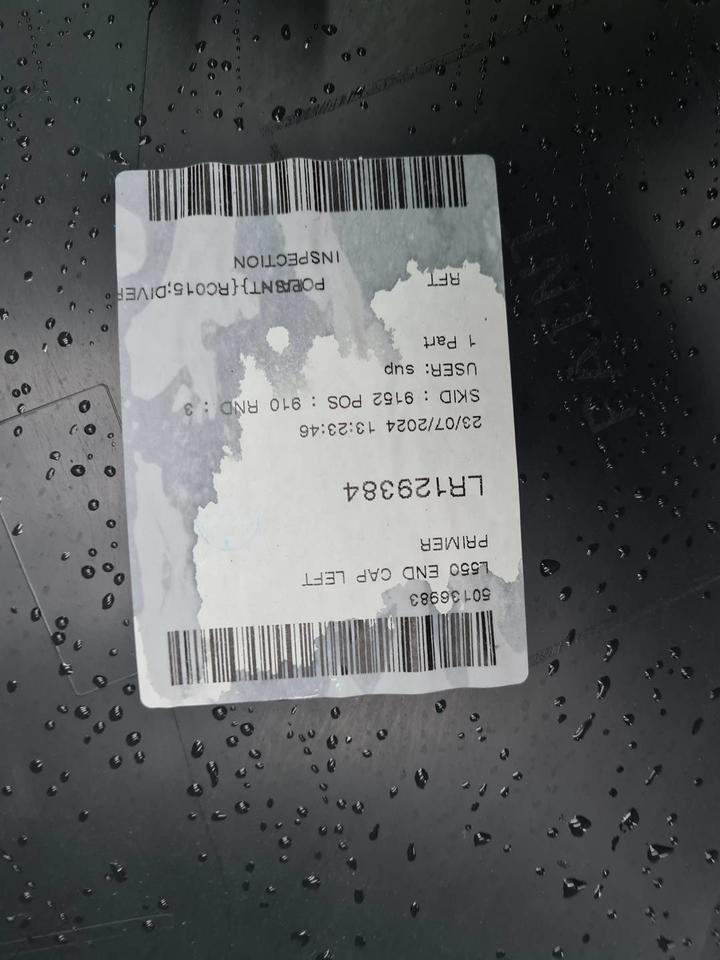 50136983
L550 END CAP LEFT
PRIMER
LR129384
23/07/2024 13:23:46
SKID : 9152 POS : 910 RND : 3
USER: sup
1 Part
RFT
INSPECTION